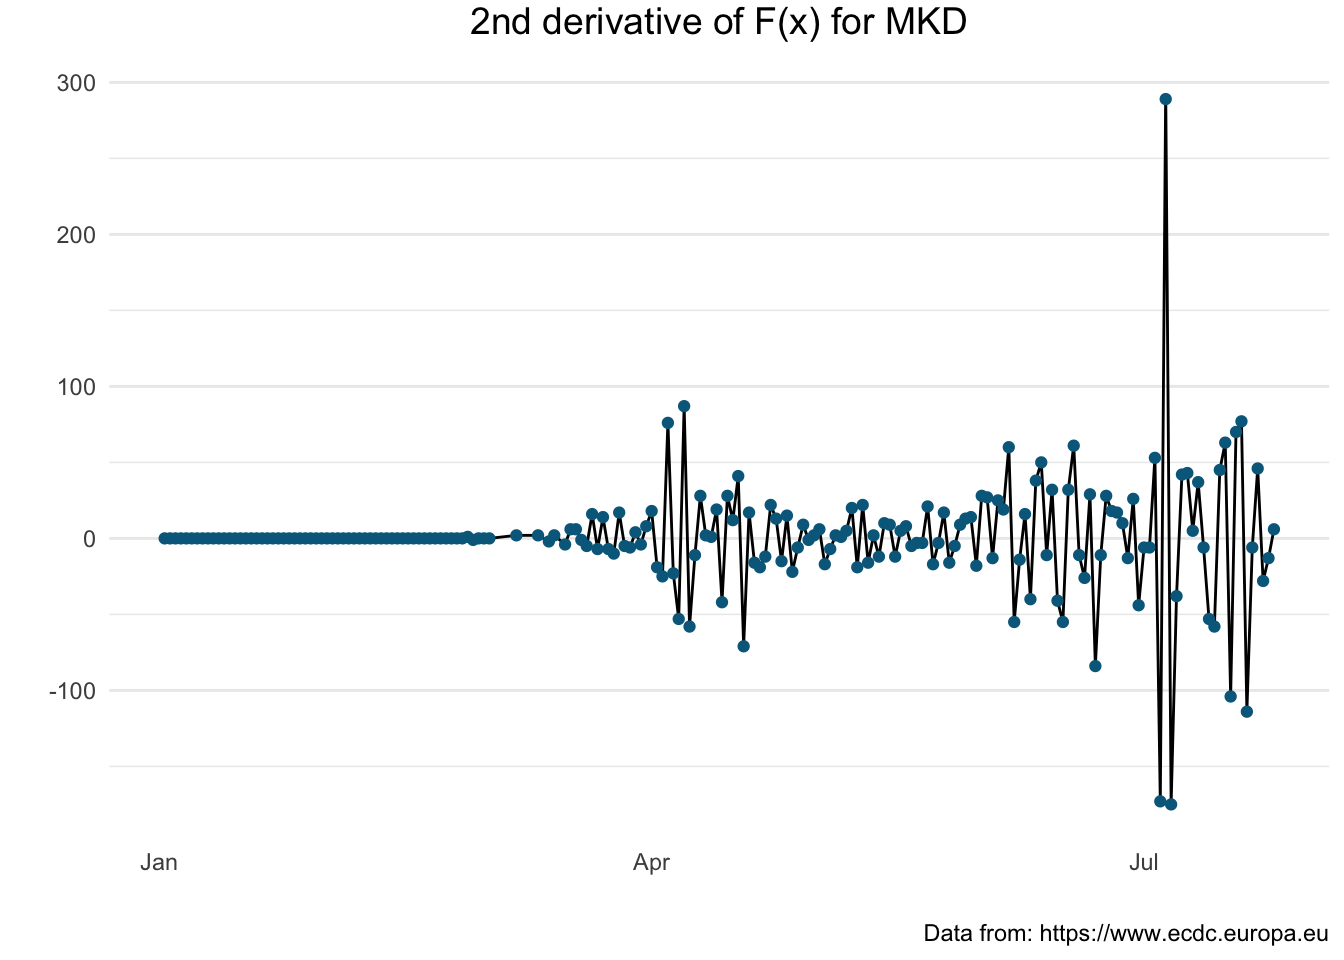 2nd derivative of F(x) for MKD
300
200
100
0
-100
Jan Apr Jul
Data from: https://www.ecdc.europa.eu